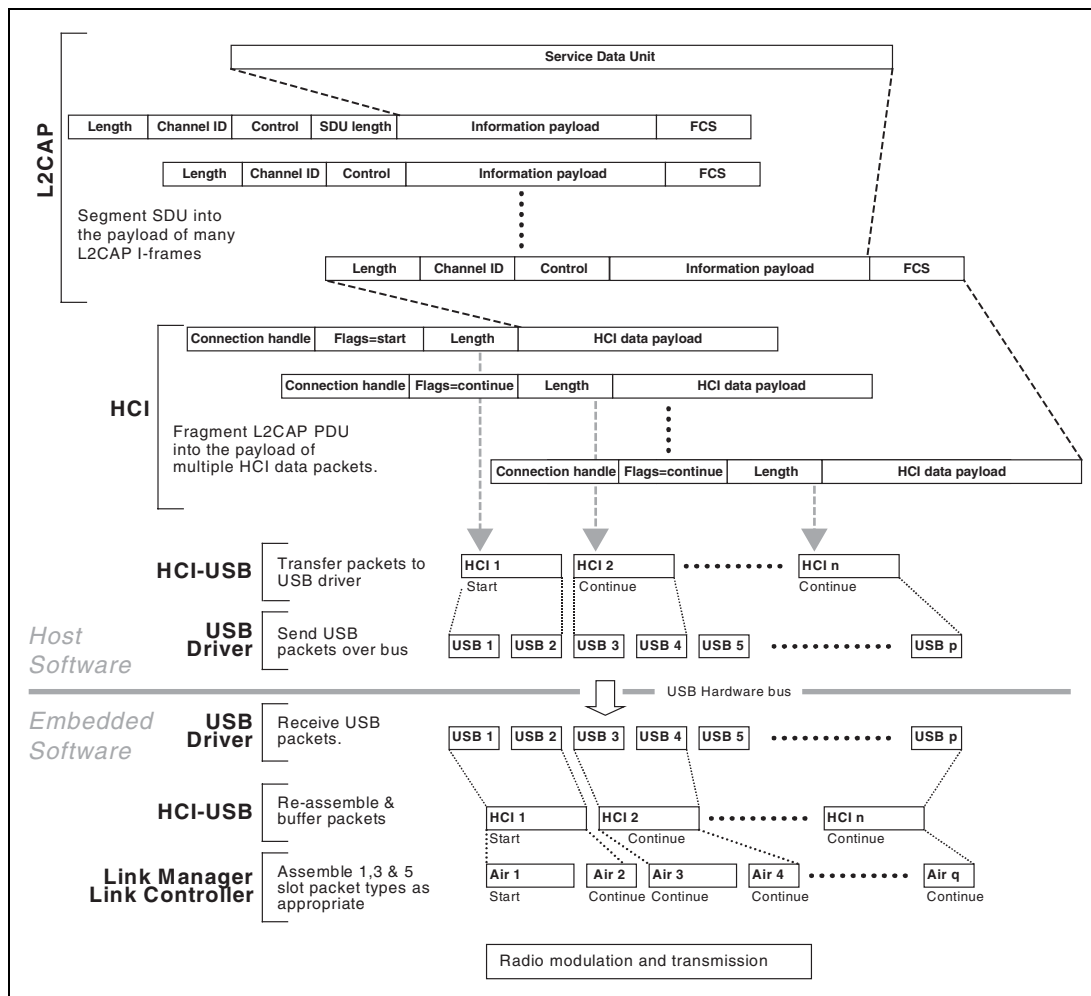 Service Data Unit
L2CAP
Length Channel ID Control SDU length Information payload FCS
Length Channel ID Control Information payload FCS
Segment SDU into
the payload of many
L2CAP I-frames
Length Channel ID Control Information payload FCS
HCI
Connection handle Flags=start Length HCI data payload
Connection handle Flags=continue Length HCI data payload
Fragment L2CAP PDU
into the payload of
multiple HCI data packets.
Connection handle Flags=continue Length HCI data payload
HCI-USB
Transfer packets to
USB driver
HCI 1 HCI 2 HCI n
Start Continue Continue
Host
Software
USB
Driver
Send USB
packets over bus
USB 1 USB 2 USB 3 USB 4 USB 5 USB p
USB Hardware bus
Embedded
Software
USB
Driver
Receive USB
packets.
USB 1 USB 2 USB 3 USB 4 USB 5 USB p
HCI-USB
Re-assemble &
buffer packets
HCI 1 HCI 2 HCI n
Start Continue Continue
Link Manager
Link Controller
Assemble 1,3 & 5
slot packet types as
appropriate
Air 1 Air 2 Air 3 Air 4 Air q
Start Continue Continue Continue Continue
Radio modulation and transmission